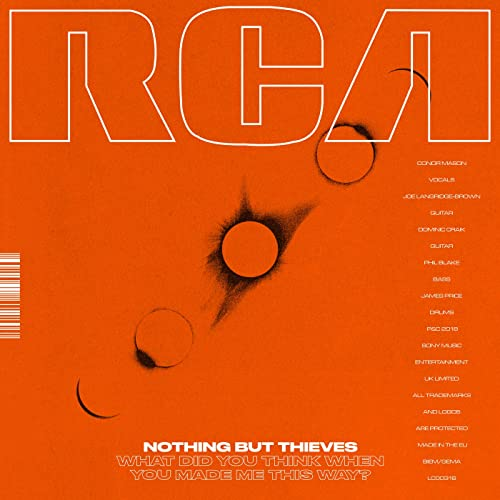 RCA
CONOR MASON
VOCALS
JOE LANGRIDGE-BROWN
GUITAR
DOMINIC CRAIK
GUITAR
PHIL BLAKE
BASS
JAMES PRICE
DRUMS
P&C 2018
SONY MUSIC
ENTERTAINMENT
UK LIMITED
ALL TRADEMARKS
AND LOGOS
ARE PROTECTED
MADE IN THE EU
BIEM/GEMA
LC00316
NOTHING BUT THIEVES
WHAT DID YOU THINK WHEN
YOU MADE ME THIS WAY?